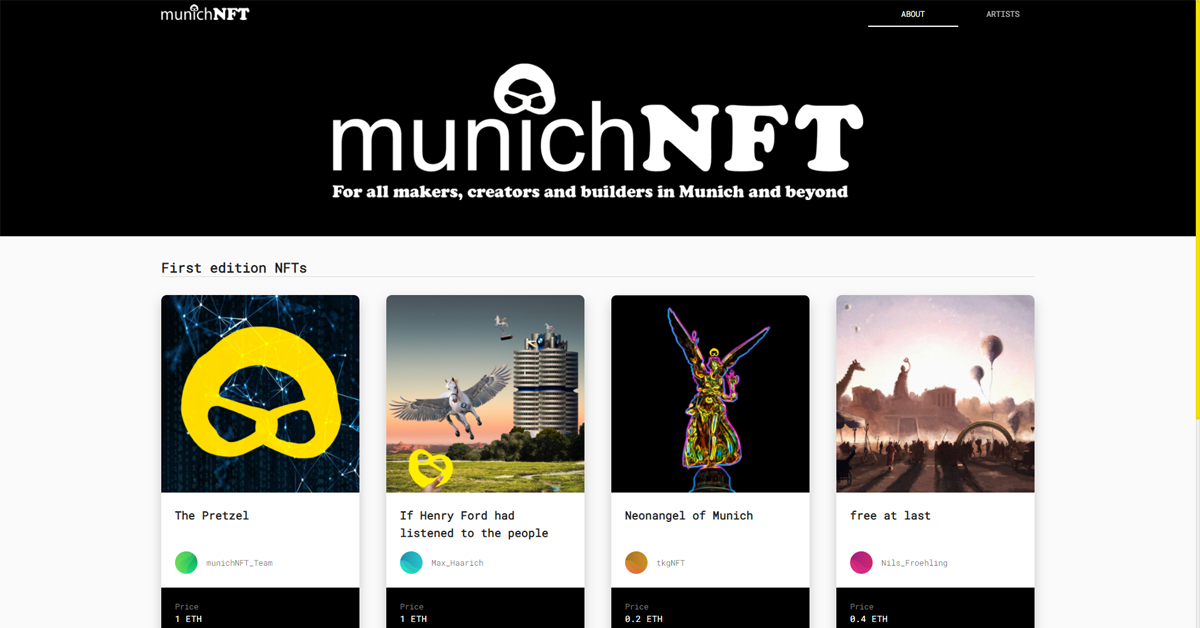 munichNFT
ABOUT
ARTISTS
munichNFT
For all makers, creators and builders in Munich and beyond
First edition NFTs
The Pretzel
munichNFT_Team
Price
1 ETH
If Henry Ford had
listened to the people
Max_Haarich
Price
1 ETH
Neonangel of Munich
tkgNFT
Price
0.2 ETH
free at last
Nils_Froehling
Price
0.4 ETH